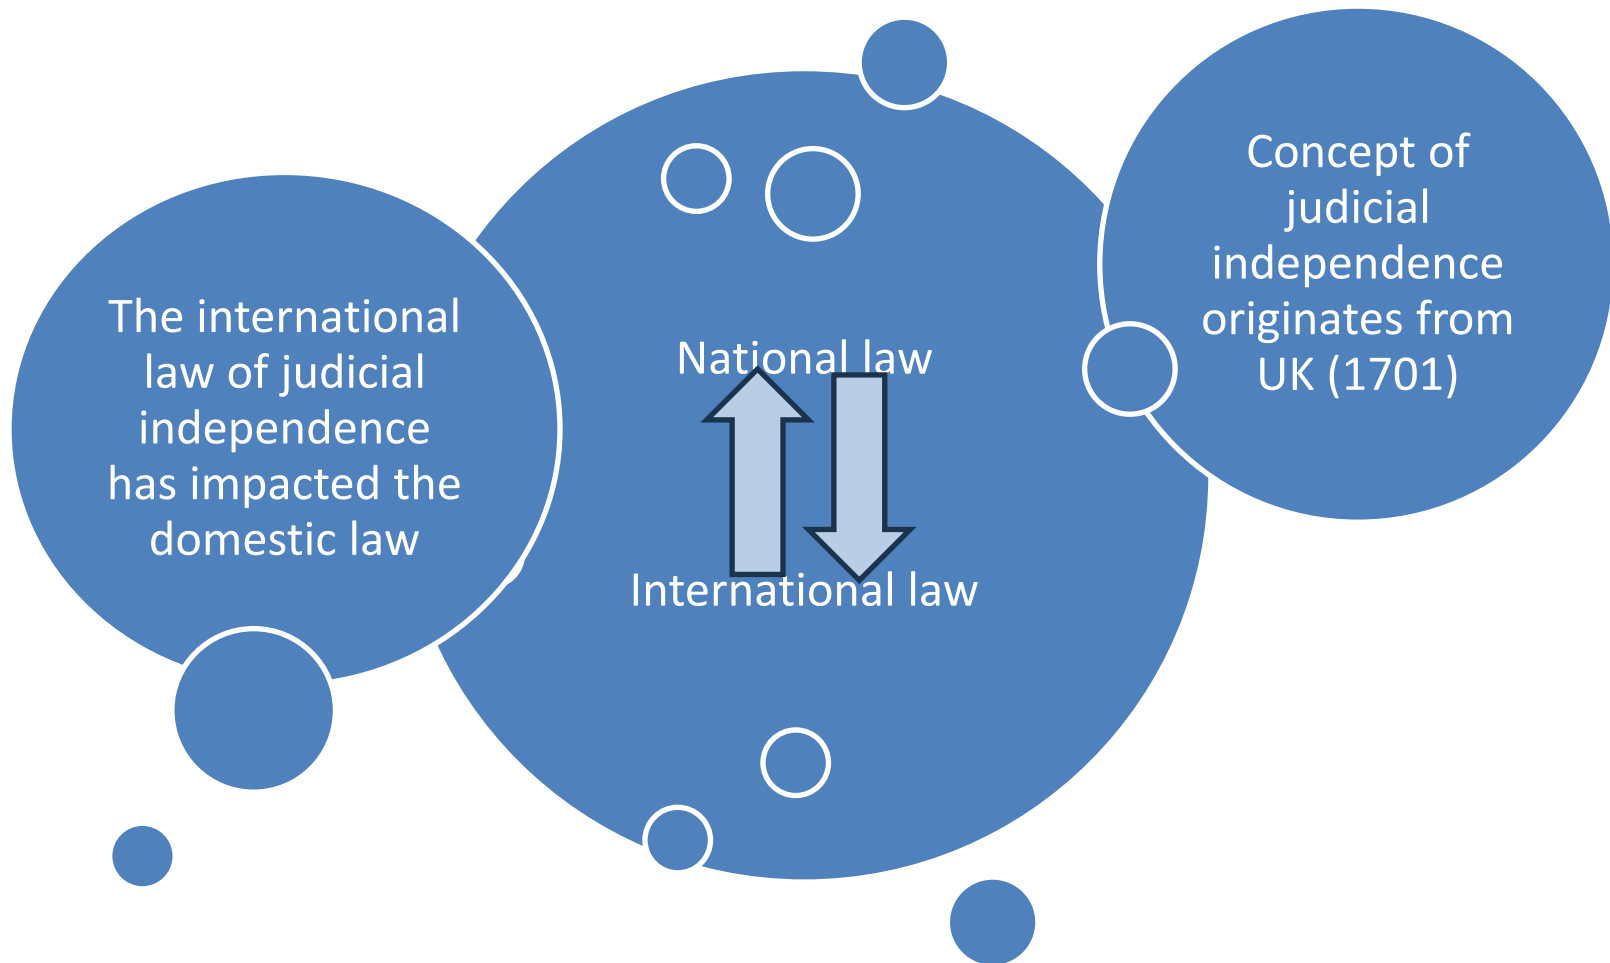 The international
law of judicial
independence
has impacted the
domestic law
National law
International law
Concept of
judicial
independence
originates from
UK (1701)